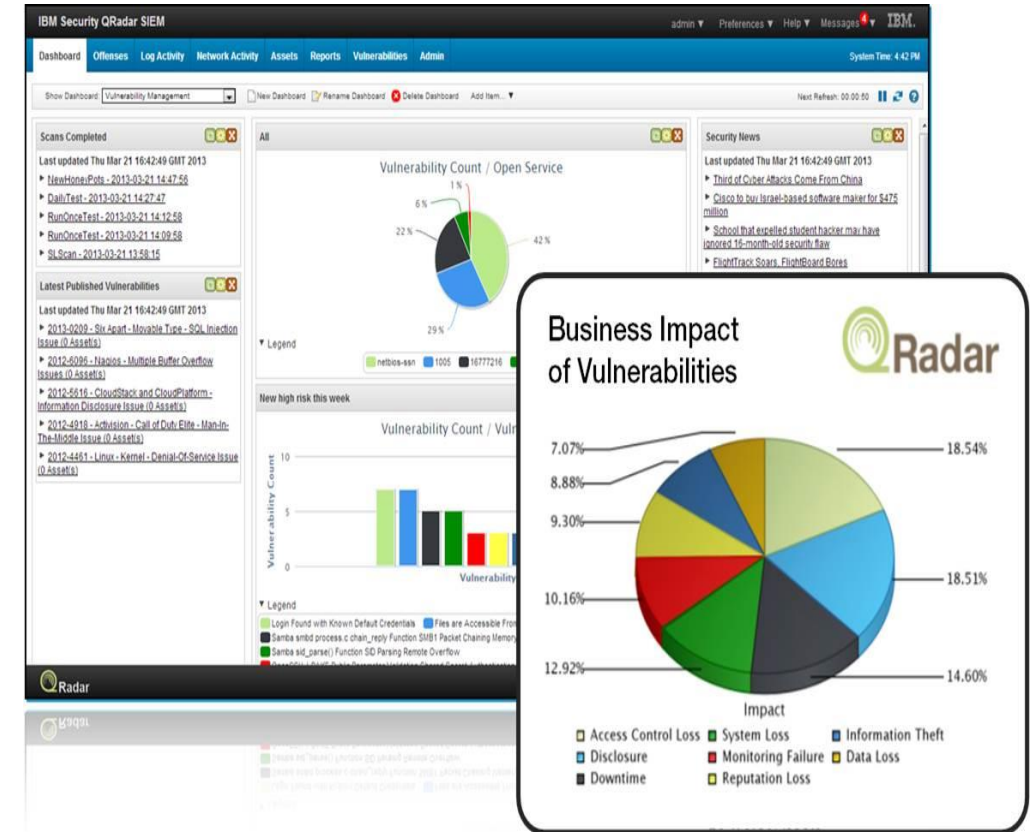 IBM Security QRadar SIEM
admin ▼ Preferences ▼ Help ▼ Messages 4 ▼ IBM.
Dashboard Offenses Log Activity Network Activity Assets Reports Vulnerabilities Admin
System Time: 4:42 PM
Show Dashboard: Vulnerability Management New Dashboard Rename Dashboard Delete Dashboard Add Item... ▼
Next Refresh: 00:00:50
Scans Completed
Last updated Thu Mar 21 16:42:49 GMT 2013
NewHoneyPots - 2013-03-21 14:47:56
DailyTest - 2013-03-21 14:27:47
RunOnceTest - 2013-03-21 14:12:58
RunOnceTest - 2013-03-21 14:09:58
SLScan - 2013-03-21 13:58:15
Latest Published Vulnerabilities
Last updated Thu Mar 21 16:42:49 GMT 2013
2013-0209 - Six Apart - Movable Type - SQL Injection
Issue (0 Asset(s)
2012-6096 - Nagios - Multiple Buffer Overflow
Issues (0 Asset(s)
2012-5616 - CloudStack and CloudPlatform -
Information Disclosure Issue (0 Asset(s)
2012-4918 - Activision - Call of Duty Elite - Man-In-
The-Middle Issue (0 Asset(s)
2012-4461 - Linux - Kernel - Denial-Of-Service Issue
(0 Asset(s)
All
Vulnerability Count / Open Service
1 %
6 %
22 %
42 %
29 %
▼ Legend
netbios-ssn 1005 16777216
New high risk this week
Vulnerability Count / Vuln
Vulnerability Count
10
5
0
Vulnerability
▼ Legend
Login Found with Known Default Credentials Files are Accessible From
Samba smbd process.c chain_reply Function SMB1 Packet Chaining Memory
Samba sid_parse() Function SID Parsing Remote Overflow
Security News
Last updated Thu Mar 21 16:42:49 GMT 2013
Third of Cyber Attacks Come From China
Cisco to buy Israel-based software maker for $475
million
School that expelled student hacker may have
ignored 16-month-old security flaw
FlightTrack Soars, FlightBoard Bores
QRadar
Business Impact
of Vulnerabilities
QRadar
7.07%
8.88%
9.30%
10.16%
12.92%
18.54%
18.51%
14.60%
Impact
Access Control Loss System Loss Information Theft
Disclosure Monitoring Failure Data Loss
Downtime Reputation Loss